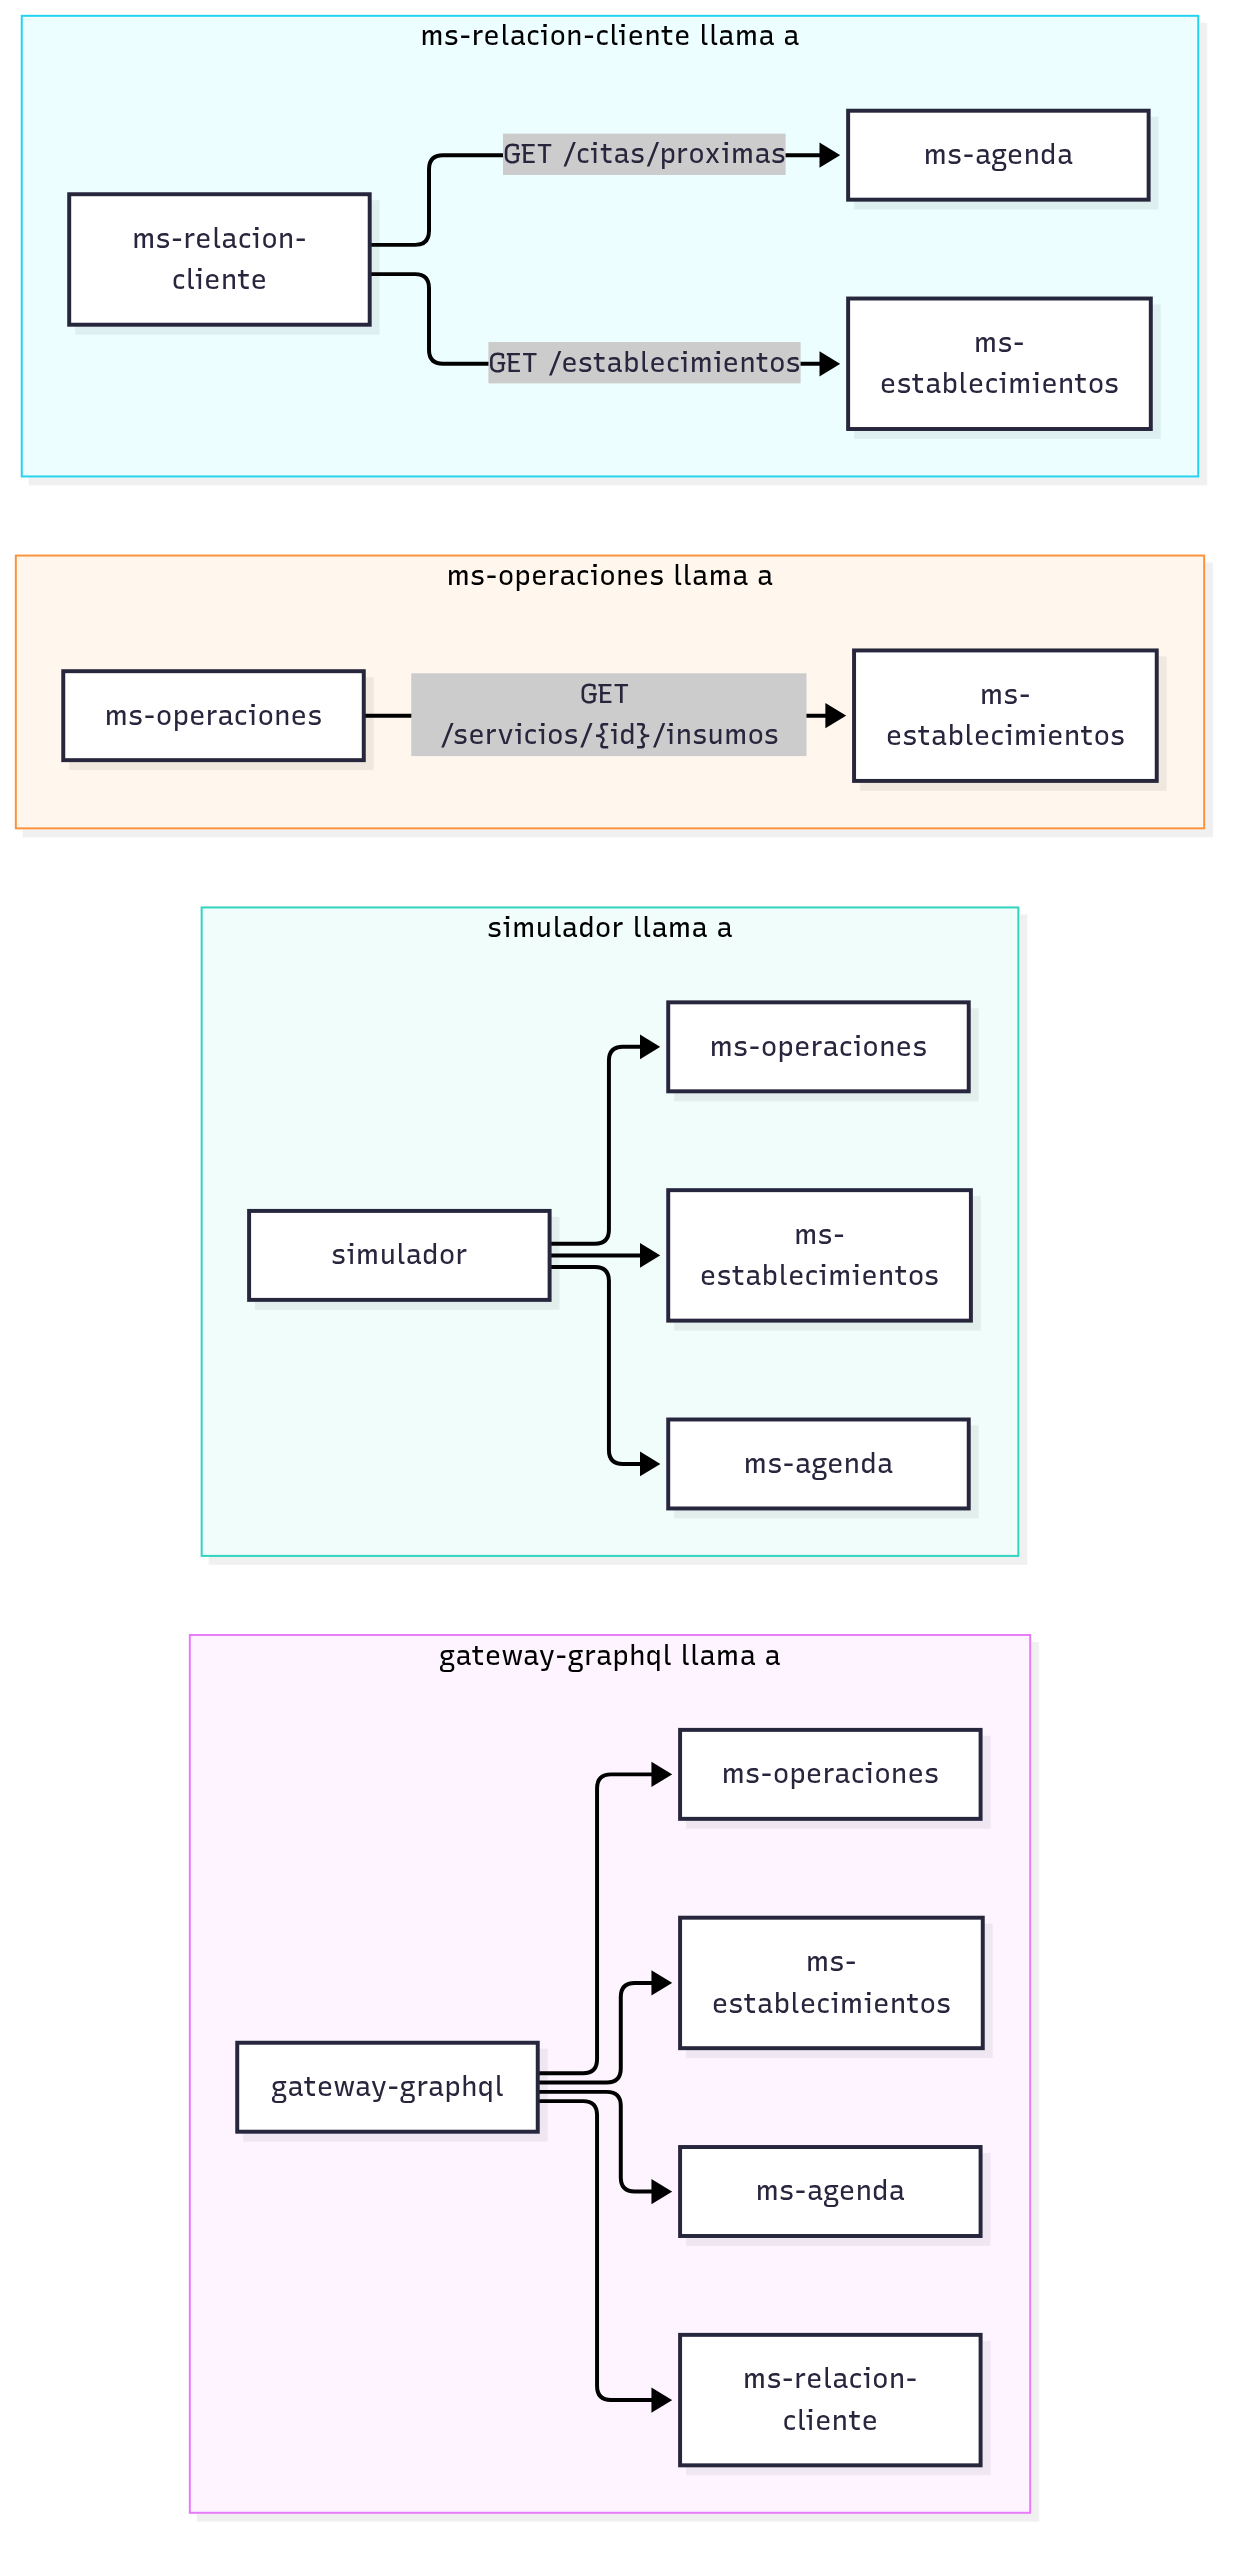 ms-relacion-cliente llama a
GET /citas/proximas
ms-agenda
ms-relacion-
cliente
GET /establecimientos
ms-
establecimientos
ms-operaciones llama a
ms-operaciones
GET
/servicios/{id}/insumos
ms-
establecimientos
simulador llama a
ms-operaciones
simulador
ms-
establecimientos
ms-agenda
gateway-graphql llama a
ms-operaciones
ms-
establecimientos
gateway-graphql
ms-agenda
ms-relacion-
cliente